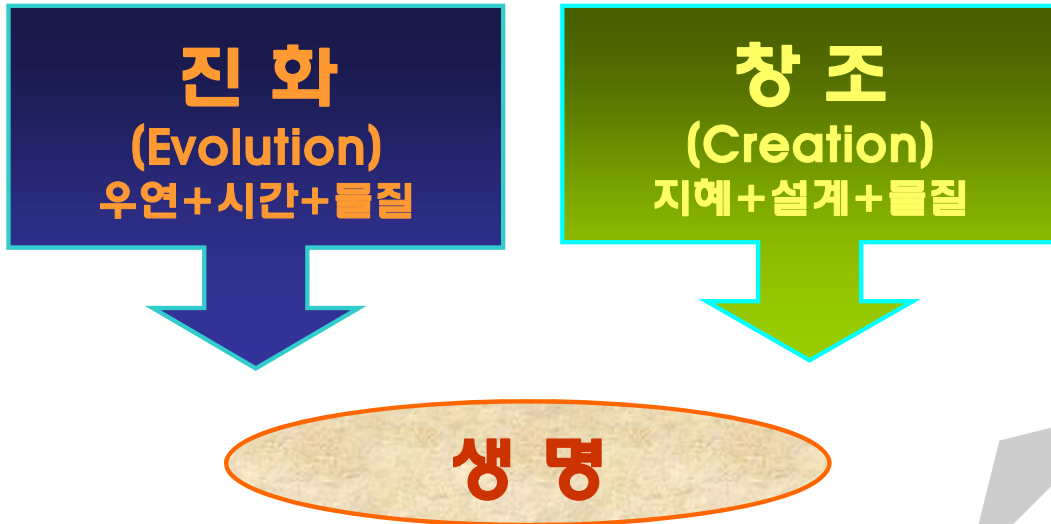 진 화
(Evolution)
우연+시간+물질
창 조
(Creation)
지혜+설계+물질
생 명